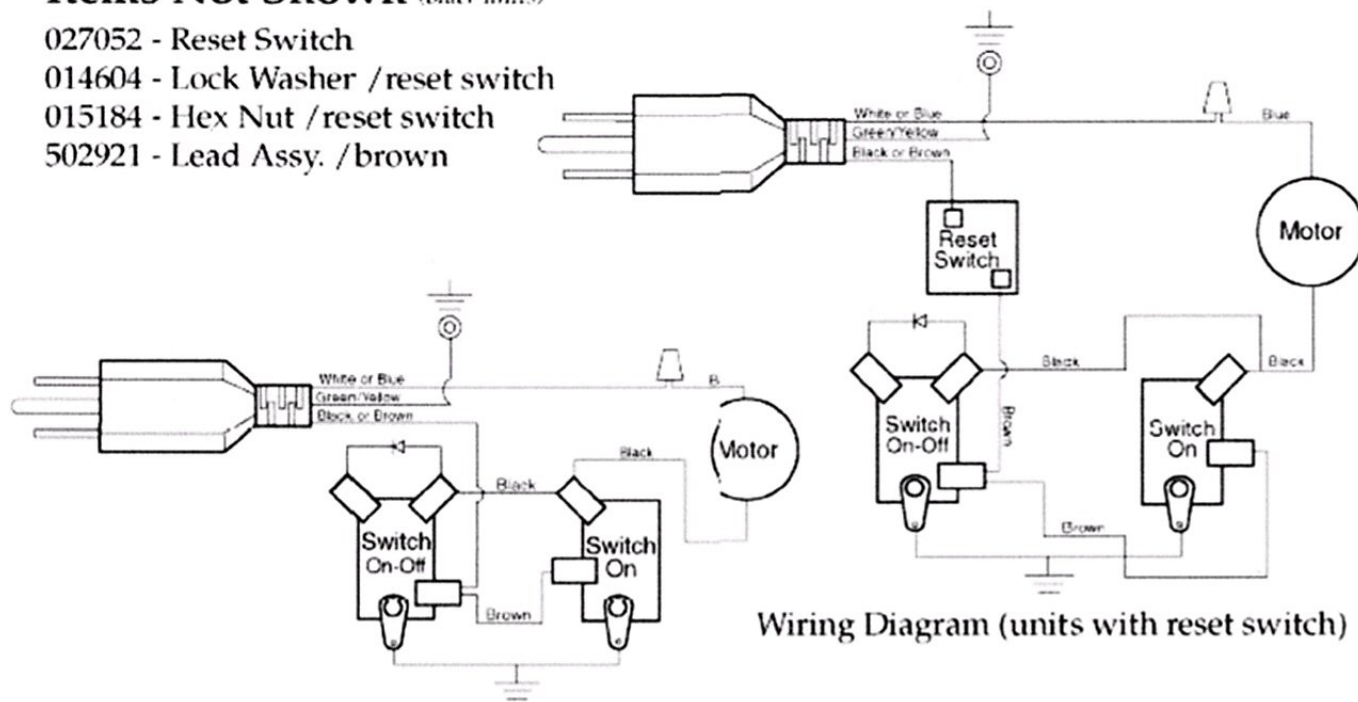 Items Not Shown
027052 - Reset Switch
014604 - Lock Washer /reset switch
015184 - Hex Nut /reset switch
502921 - Lead Assy. /brown
White or Blue
Green/Yellow
Black or Brown
Blue
Motor
Reset
Switch
Black
Black
Switch
On-Off
Brown
Switch
On
Brown
Wiring Diagram (units with reset switch)
White or Blue
Green/Yellow
Black or Brown
B
Motor
Black
Black
Switch
On-Off
Switch
On
Brown